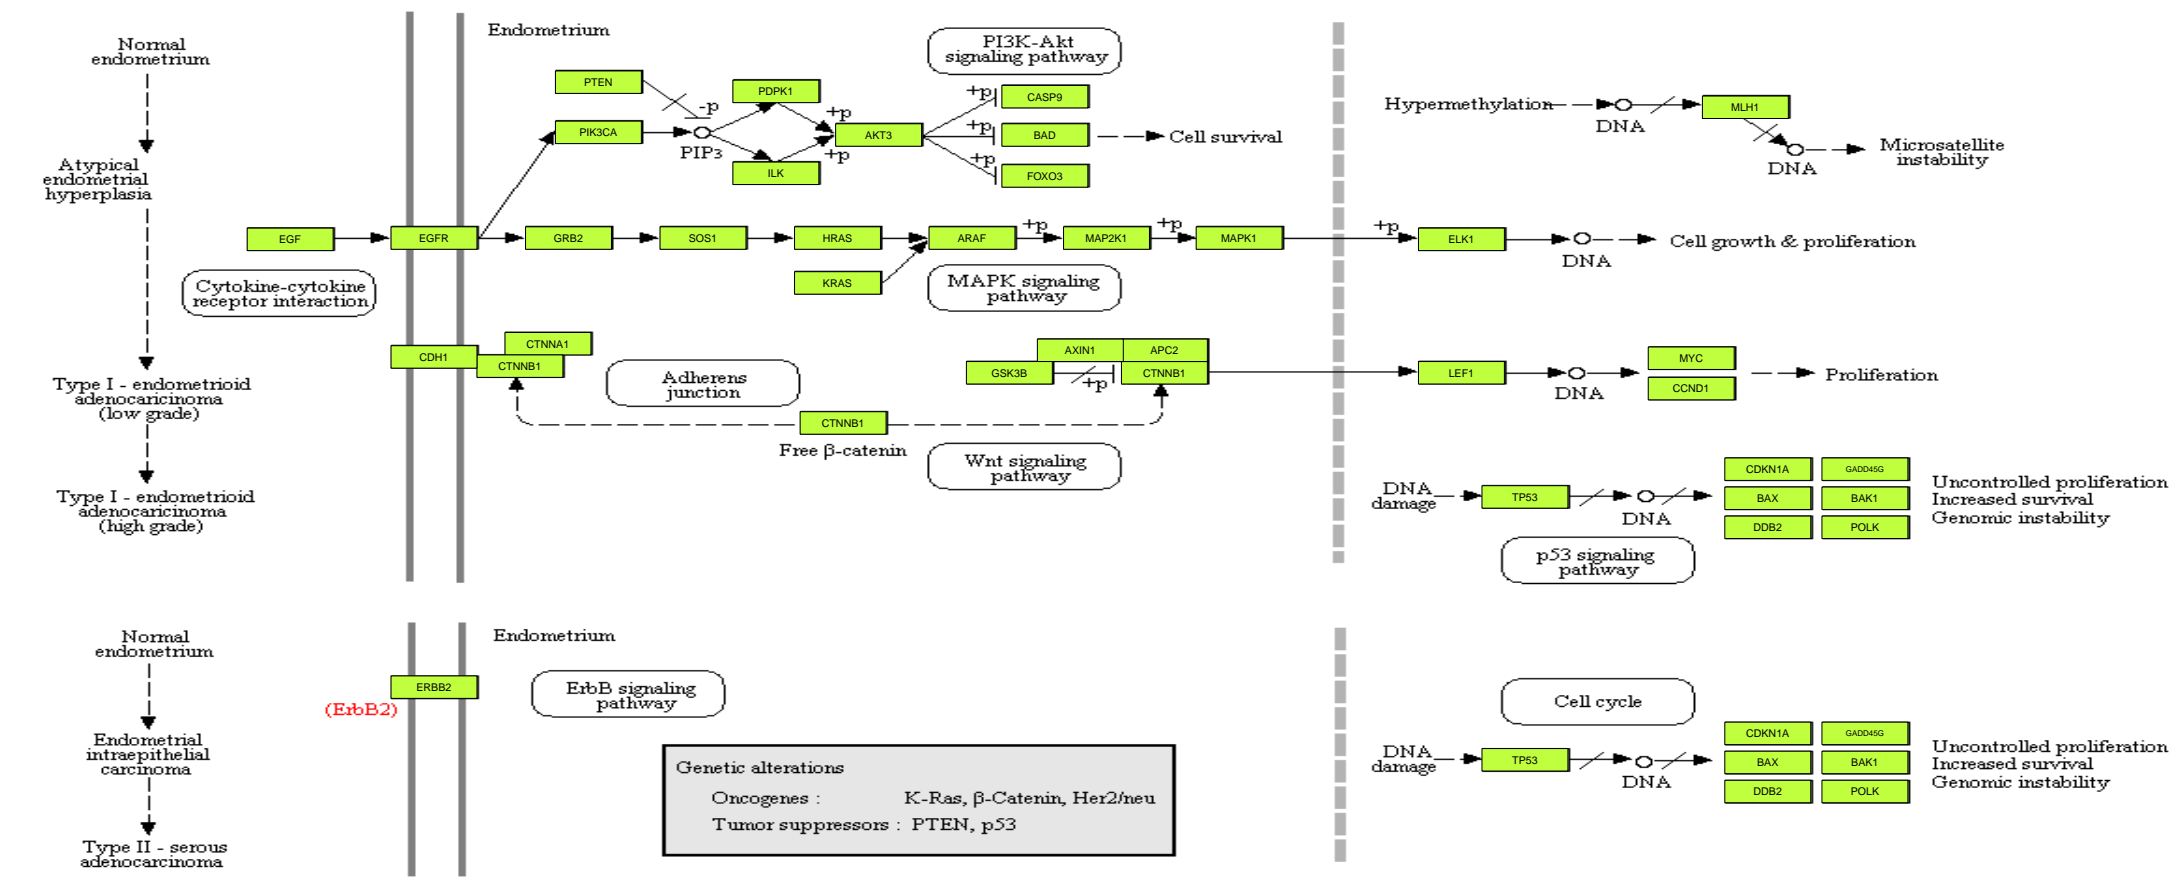 Normal
endometrium
Atypical
endometrial
hyperplasia
Type I - endometrioid
adenocaricinoma
(low grade)
Type I - endometrioid
adenocaricinoma
(high grade)
Endometrium
PI3K-Akt
signaling pathway
PTEN
-p
PDPK1
+p
PIK3CA
PIP3
AKT3
+p
ILK
+p
CASP9
+p
BAD
Cell survival
+p
FOXO3
Hypermethylation
DNA
MLH1
DNA
Microsatellite
instability
EGF
EGFR
GRB2
SOS1
HRAS
ARAF
+p
MAP2K1
+p
MAPK1
+p
ELK1
DNA
Cell growth & proliferation
KRAS
Cytokine-cytokine
receptor interaction
MAPK signaling
pathway
CDH1
CTNNA1
CTNNB1
Adherens
junction
AXIN1
APC2
GSK3B
+p
CTNNB1
LEF1
DNA
MYC
CCND1
Proliferation
CTNNB1
Free β-catenin
Wnt signaling
pathway
DNA
damage
TP53
DNA
CDKN1A
GADD45G
BAX
BAK1
DDB2
POLK
Uncontrolled proliferation
Increased survival
Genomic instability
p53 signaling
pathway
Normal
endometrium
Endometrial
intraepithelial
carcinoma
Type II - serous
adenocarcinoma
Endometrium
ERBB2
(ErbB2)
ErbB signaling
pathway
Cell cycle
DNA
damage
TP53
DNA
CDKN1A
GADD45G
BAX
BAK1
DDB2
POLK
Uncontrolled proliferation
Increased survival
Genomic instability
Genetic alterations
Oncogenes : K-Ras, β-Catenin, Her2/neu
Tumor suppressors : PTEN, p53